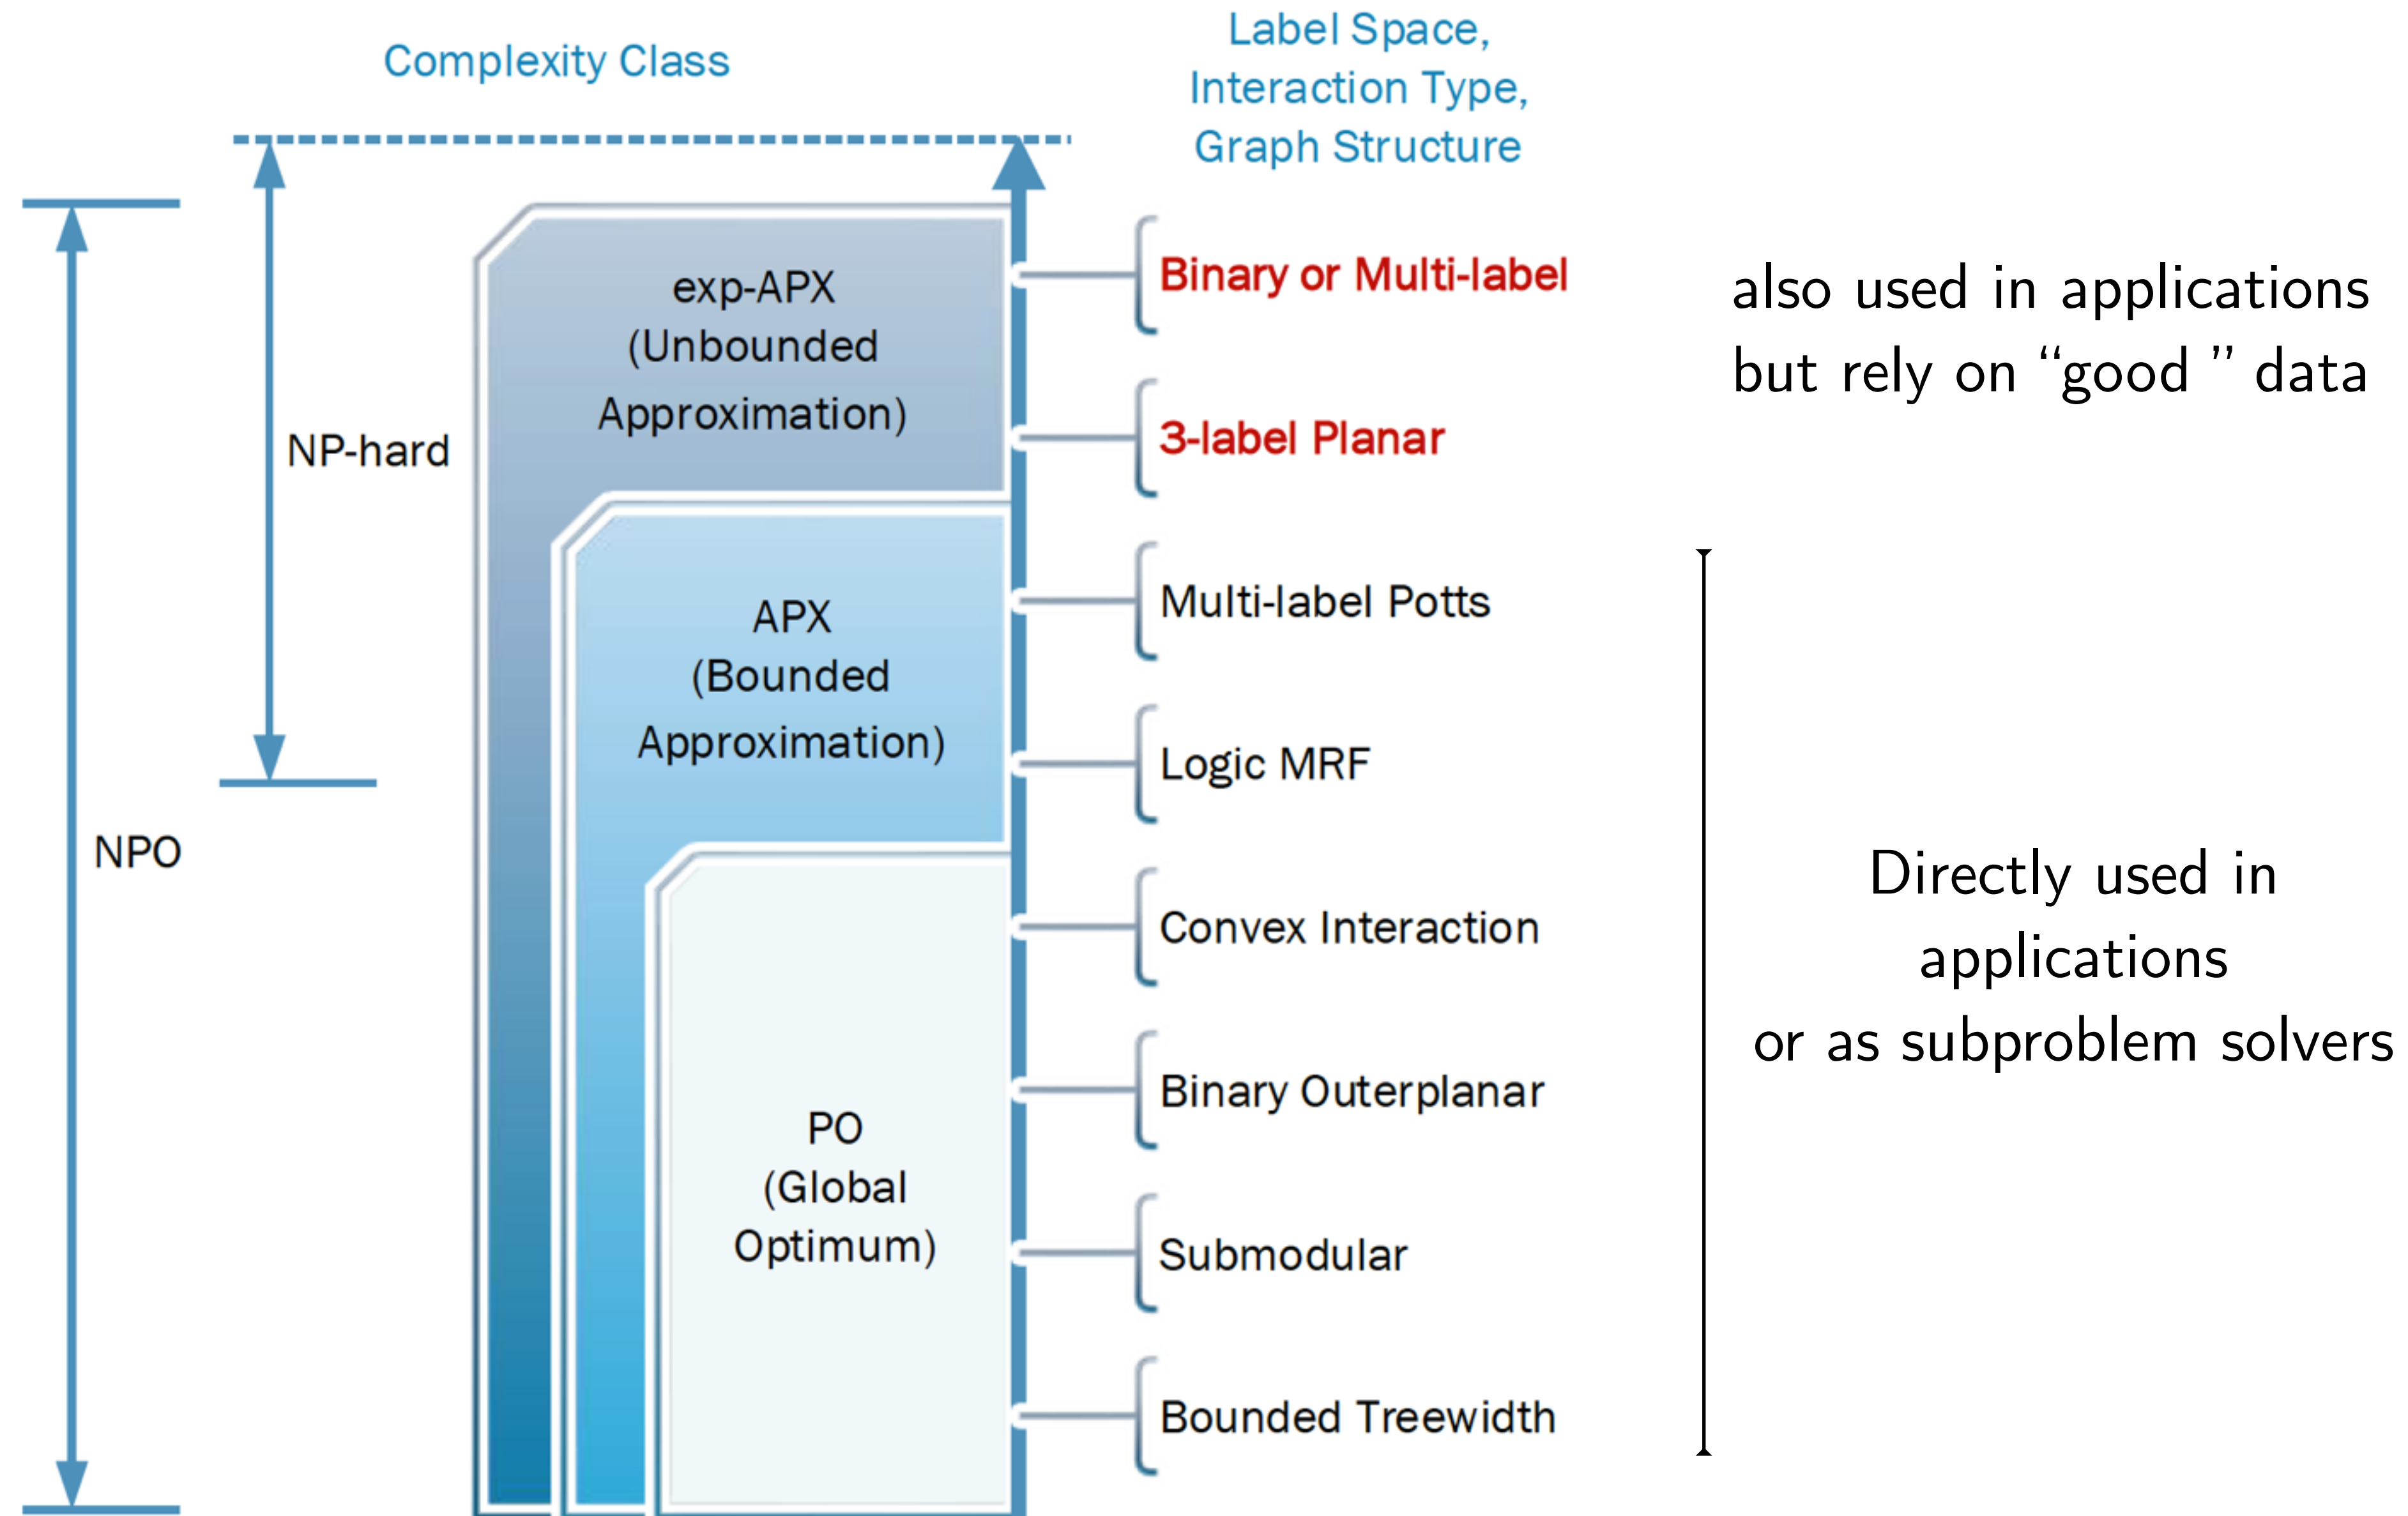 Complexity Class
Label Space,
Interaction Type,
Graph Structure
NPO
NP-hard
exp-APX
(Unbounded
Approximation)
APX
(Bounded
Approximation)
PO
(Global
Optimum)
Binary or Multi-label
3-label Planar
Multi-label Potts
Logic MRF
Convex Interaction
Binary Outerplanar
Submodular
Bounded Treewidth
also used in applications
but rely on “good ” data
Directly used in
applications
or as subproblem solvers